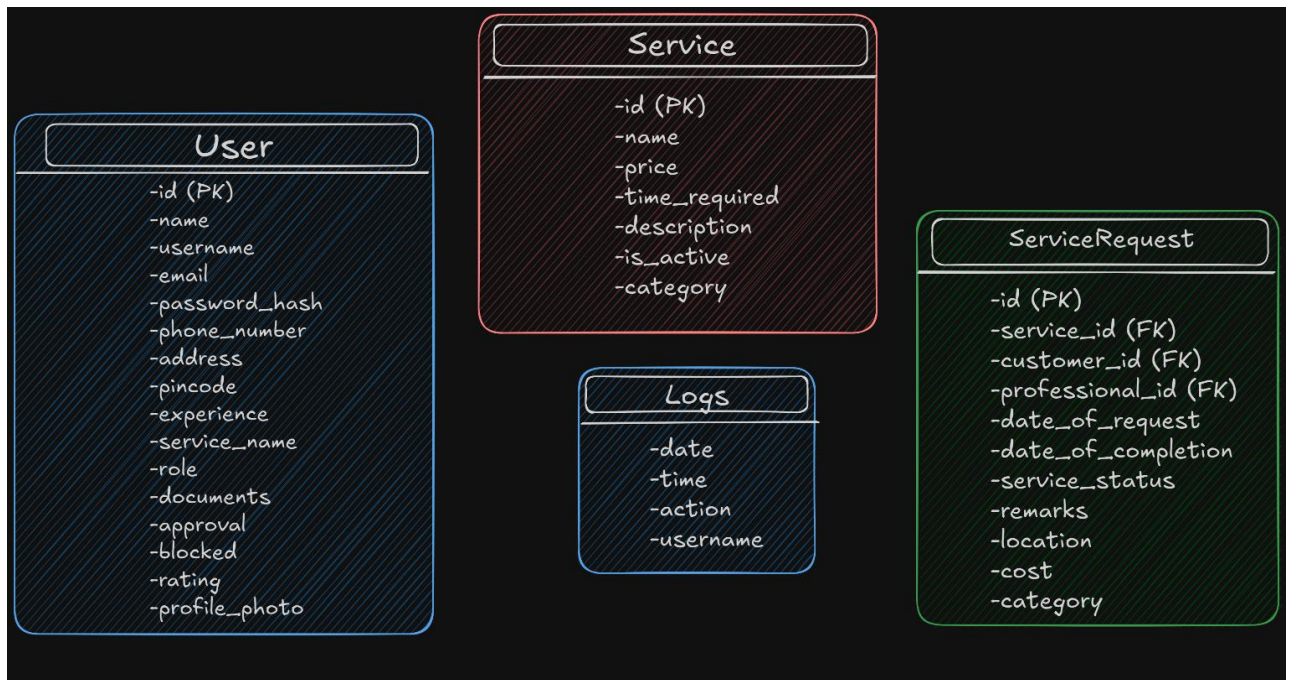 User
-id (PK)
-name
-username
-email
-password_hash
-phone_number
-address
-pincode
-experience
-service_name
-role
-documents
-approval
-blocked
-rating
-profile_photo
Service
-id (PK)
-name
-price
-time_required
-description
-is_active
-category
Logs
-date
-time
-action
-username
ServiceRequest
-id (PK)
-service_id (FK)
-customer_id (FK)
-professional_id (FK)
-date_of_request
-date_of_completion
-service_status
-remarks
-location
-cost
-category